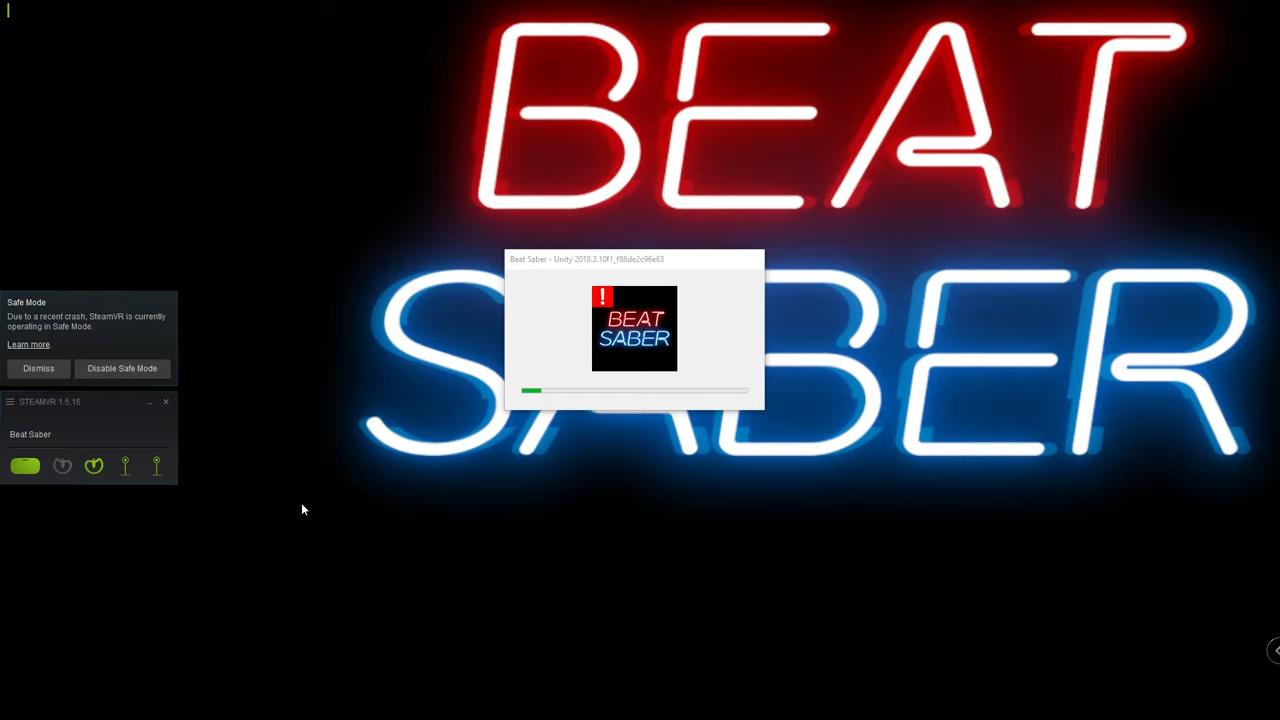 BEAT
SABER
Beat Saber - Unity 2018.3.10f1_f88de2c96e63
!
BEAT
SABER
Safe Mode
Due to a recent crash, SteamVR is currently
operating in Safe Mode.
Learn more.
Dismiss
Disable Safe Mode
STEAMVR 1.5.16
Beat Saber